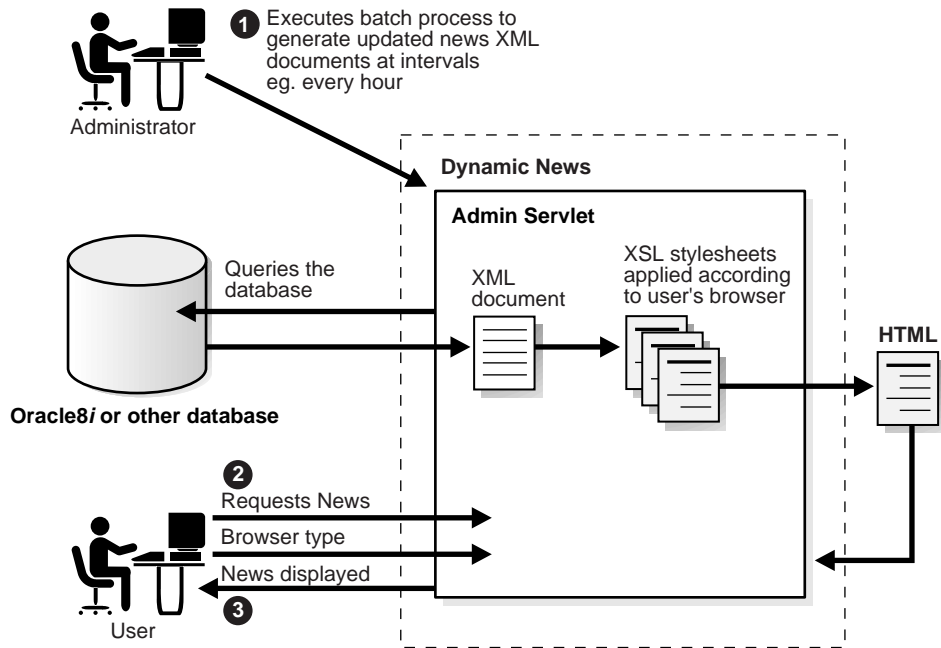 1 Executes batch process to
generate updated news XML
documents at intervals
eg. every hour
Administrator
Dynamic News
Admin Servlet
Queries the
database
XML
document
XSL stylesheets
applied according
to user's browser
HTML
Oracle8i or other database
2
Requests News
Browser type
News displayed
3
User